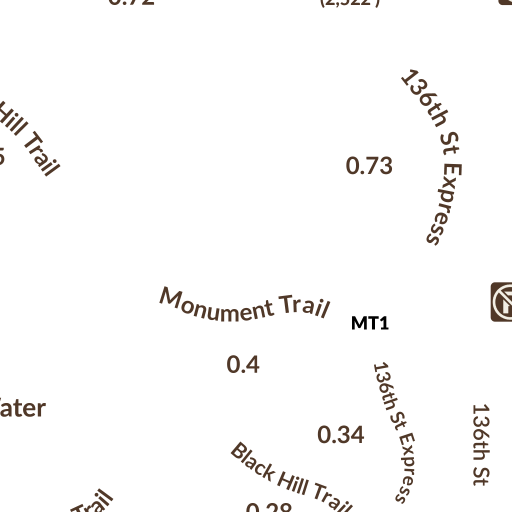 0.72
(2,522')
136th St Express
Hill Trail
0.73
Monument Trail
MT1
0.4
136th St Express
ater
136th St
0.34
Black Hill Trail
Trail
0.28